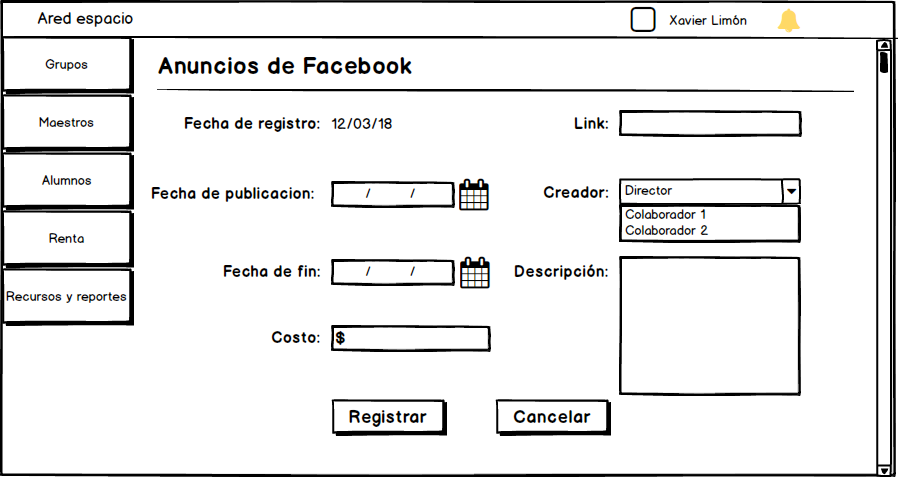 Ared espacio
Xavier Limón
Grupos
Maestros
Alumnos
Renta
Recursos y reportes
Anuncios de Facebook
Fecha de registro: 12/03/18
Link:
Fecha de publicacion: / /
Creador: Director
Colaborador 1
Colaborador 2
Fecha de fin: / /
Descripción:
Costo: $
Registrar
Cancelar